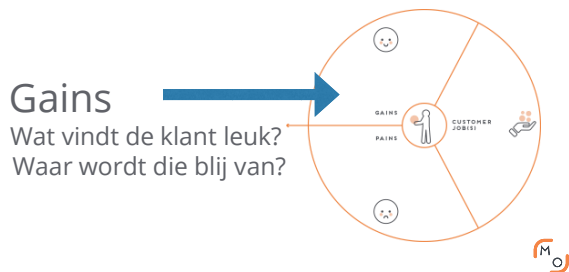 Gains
Wat vindt de klant leuk?
Waar wordt die blij van?
GAINS
PAINS
CUSTOMER
JOB(S)
M
O